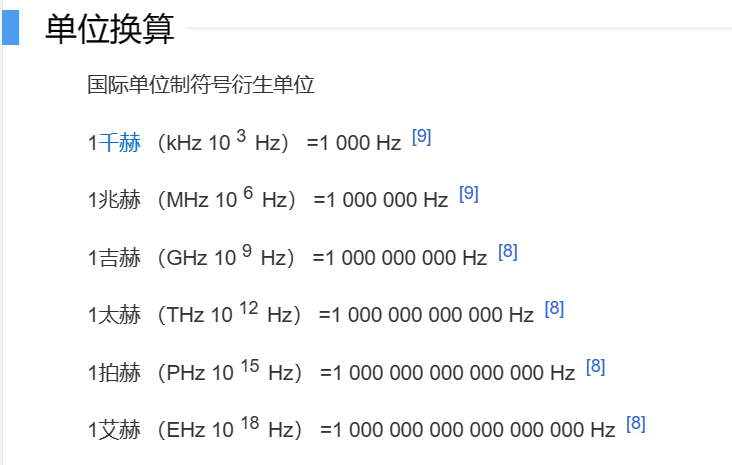 单位换算
国际单位制符号衍生单位
1千赫 （kHz 10 3 Hz） =1 000 Hz [9]
1兆赫 （MHz 10 6 Hz） =1 000 000 Hz [9]
1吉赫 （GHz 10 9 Hz） =1 000 000 000 Hz [8]
1太赫 （THz 10 12 Hz） =1 000 000 000 000 Hz [8]
1拍赫 （PHz 10 15 Hz） =1 000 000 000 000 000 Hz [8]
1艾赫 （EHz 10 18 Hz） =1 000 000 000 000 000 000 Hz [8]